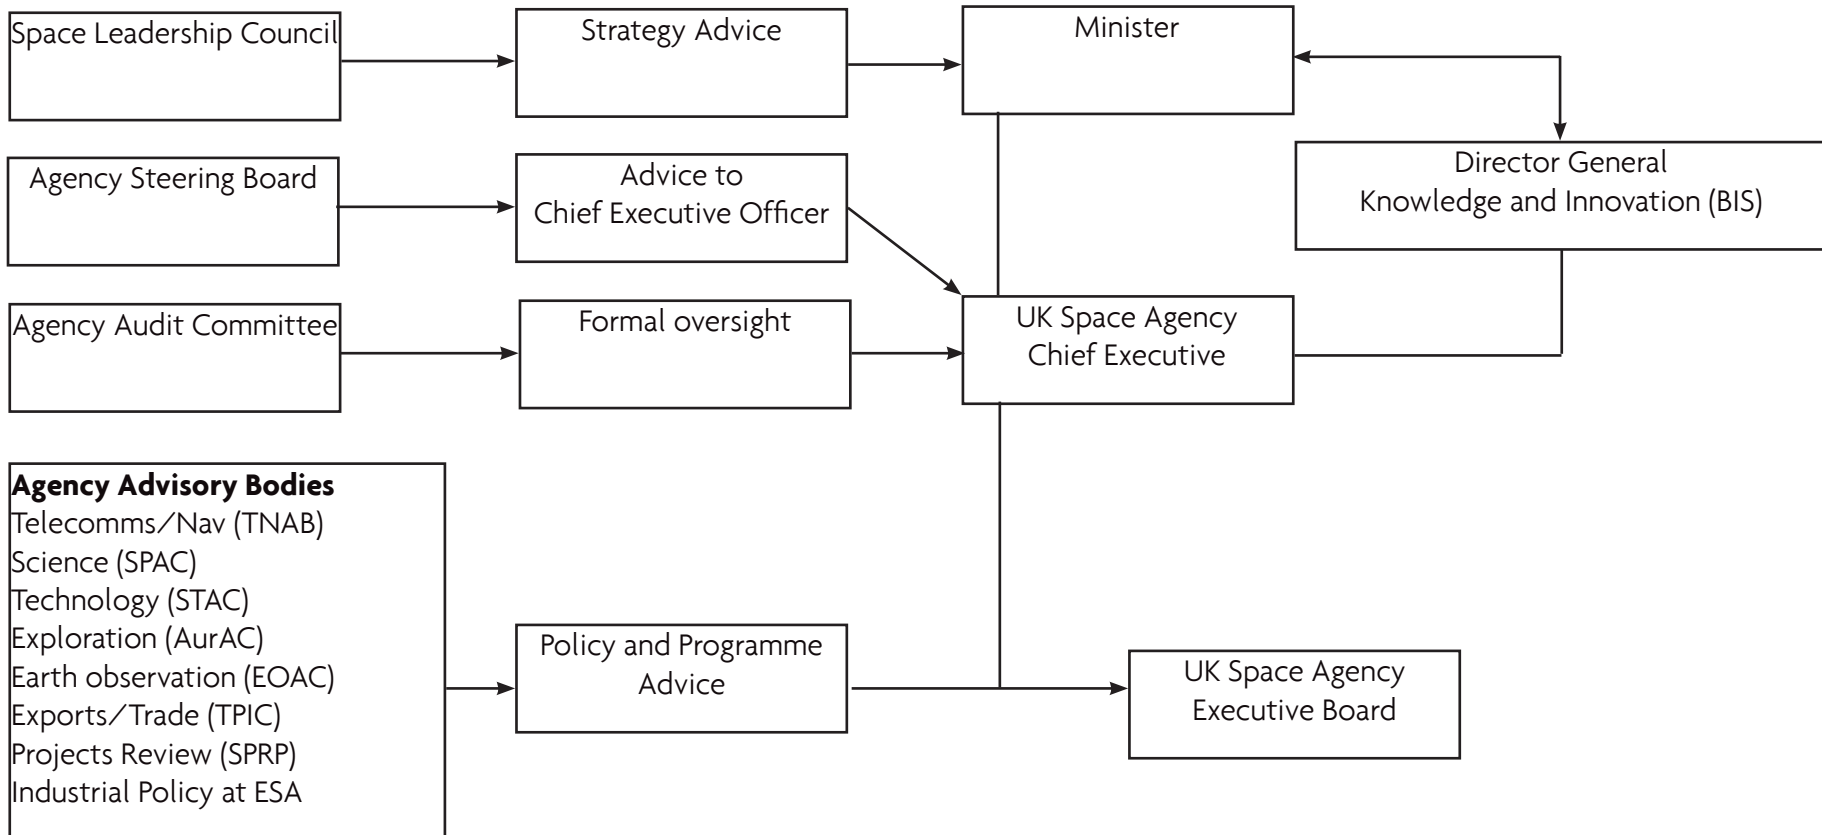 Space Leadership Council
Strategy Advice
Minister
Agency Steering Board
Advice to
Chief Executive Officer
Director General
Knowledge and Innovation (BIS)
Agency Audit Committee
Formal oversight
UK Space Agency
Chief Executive
Agency Advisory Bodies
Telecomms/Nav (TNAB)
Science (SPAC)
Technology (STAC)
Exploration (AurAC)
Earth observation (EOAC)
Exports/Trade (TPIC)
Projects Review (SPRP)
Industrial Policy at ESA
Policy and Programme
Advice
UK Space Agency
Executive Board